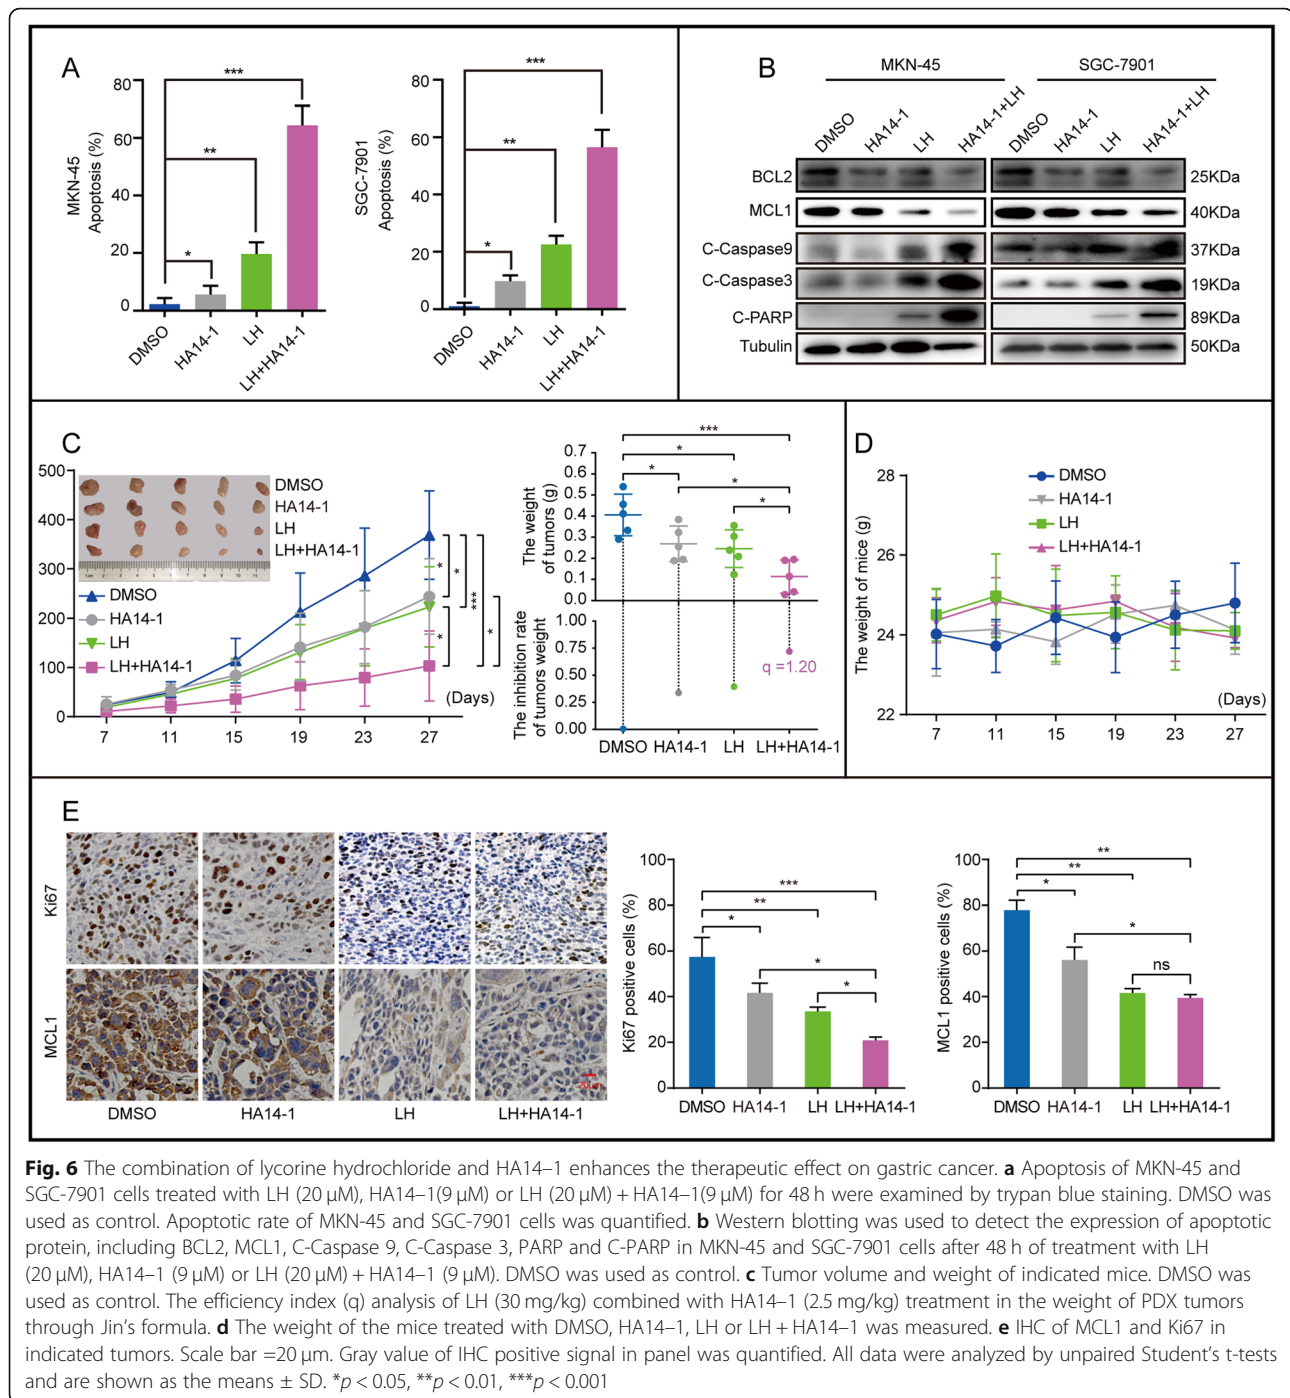 A
MKN-45
Apoptosis (%)
80
60
40
20
0
***
**
*
DMSO
HA14-1
LH
LH+HA14-1
SGC-7901
Apoptosis (%)
80
60
40
20
0
***
**
*
DMSO
HA14-1
LH
LH+HA14-1
B
MKN-45 SGC-7901
DMSO HA14-1 LH HA14-1+LH DMSO HA14-1 LH HA14-1+LH
BCL2 25KDa
MCL1 40KDa
C-Caspase9 37KDa
C-Caspase3 19KDa
C-PARP 89KDa
Tubulin 50KDa
C
500
400
300
200
100
0
DMSO
HA14-1
LH
LH+HA14-1
1cm 2 3 4 5 6 7 8 9 10 11
DMSO
HA14-1
LH
LH+HA14-1
* * *** * *
(Days)
7 11 15 19 23 27
The weight
of tumors (g)
0.7
0.6
0.5
0.4
0.3
0.2
0.1
0.0
***
*
* *
*
The inhibition rate
of tumors weight
1.00
0.75
0.50
0.25
0.00
q =1.20
DMSO HA14-1 LH LH+HA14-1
D
The weight of mice (g)
28
26
24
22
DMSO
HA14-1
LH
LH+HA14-1
(Days)
7 11 15 19 23 27
E
Ki67
MCL1
20μm
DMSO HA14-1 LH LH+HA14-1
Ki67 positive cells (%)
100
80
60
40
20
0
***
**
*
*
*
DMSO HA14-1 LH LH+HA14-1
MCL1 positive cells (%)
100
80
60
40
20
0
**
**
*
*
ns
DMSO HA14-1 LH LH+HA14-1
Fig. 6 The combination of lycorine hydrochloride and HA14–1 enhances the therapeutic effect on gastric cancer. a Apoptosis of MKN-45 and
SGC-7901 cells treated with LH (20 μM), HA14–1(9 μM) or LH (20 μM) + HA14–1(9 μM) for 48 h were examined by trypan blue staining. DMSO was
used as control. Apoptotic rate of MKN-45 and SGC-7901 cells was quantified. b Western blotting was used to detect the expression of apoptotic
protein, including BCL2, MCL1, C-Caspase 9, C-Caspase 3, PARP and C-PARP in MKN-45 and SGC-7901 cells after 48 h of treatment with LH
(20 μM), HA14–1 (9 μM) or LH (20 μM) + HA14–1 (9 μM). DMSO was used as control. c Tumor volume and weight of indicated mice. DMSO was
used as control. The efficiency index (q) analysis of LH (30 mg/kg) combined with HA14–1 (2.5 mg/kg) treatment in the weight of PDX tumors
through Jin's formula. d The weight of the mice treated with DMSO, HA14–1, LH or LH + HA14–1 was measured. e IHC of MCL1 and Ki67 in
indicated tumors. Scale bar =20 μm. Gray value of IHC positive signal in panel was quantified. All data were analyzed by unpaired Student's t-tests
and are shown as the means ± SD. *p < 0.05, **p < 0.01, ***p < 0.001